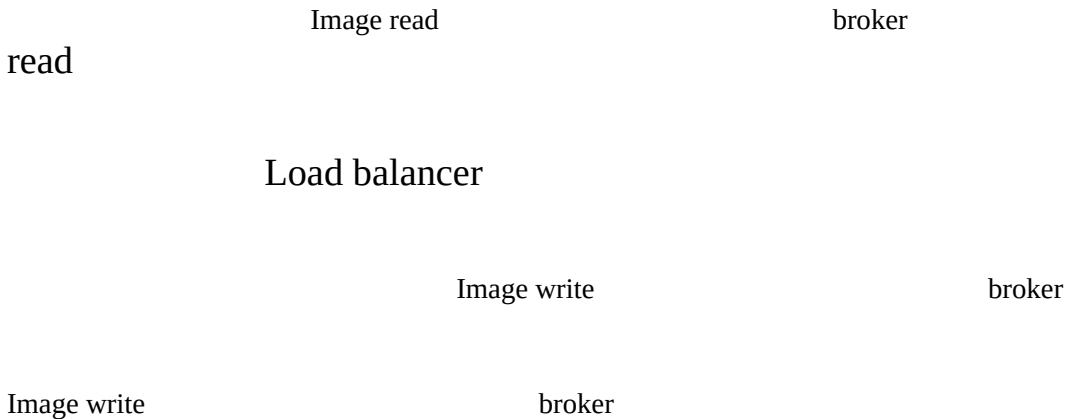 Image read broker
read
Load balancer
Image write broker
Image write broker